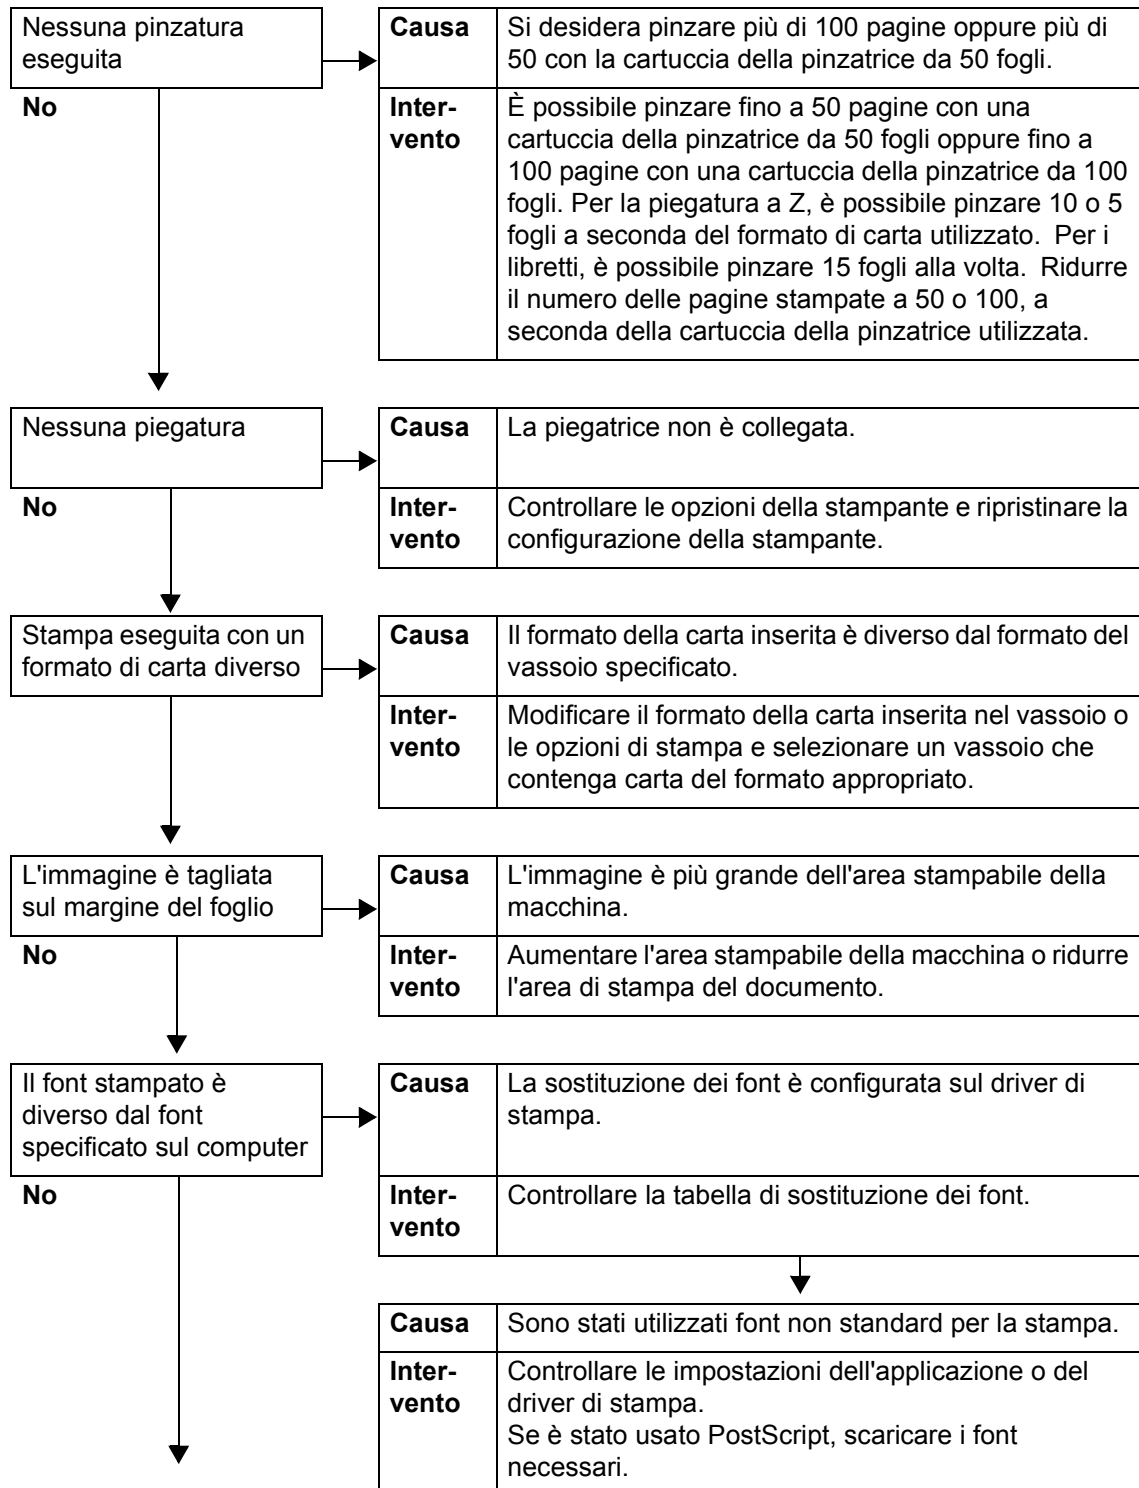 Nessuna pinzatura
eseguita
Causa
Si desidera pinzare più di 100 pagine oppure più di
50 con la cartuccia della pinzatrice da 50 fogli.
No
Inter-
vento
È possibile pinzare fino a 50 pagine con una
cartuccia della pinzatrice da 50 fogli oppure fino a
100 pagine con una cartuccia della pinzatrice da 100
fogli. Per la piegatura a Z, è possibile pinzare 10 o 5
fogli a seconda del formato di carta utilizzato.  Per i
libretti, è possibile pinzare 15 fogli alla volta.  Ridurre
il numero delle pagine stampate a 50 o 100, a
seconda della cartuccia della pinzatrice utilizzata.
Nessuna piegatura
Causa
La piegatrice non è collegata.
No
Inter-
vento
Controllare le opzioni della stampante e ripristinare la
configurazione della stampante.
Stampa eseguita con un
formato di carta diverso
Causa
Il formato della carta inserita è diverso dal formato del
vassoio specificato.
Inter-
vento
Modificare il formato della carta inserita nel vassoio o
le opzioni di stampa e selezionare un vassoio che
contenga carta del formato appropriato.
L'immagine è tagliata
sul margine del foglio
Causa
L'immagine è più grande dell'area stampabile della
macchina.
No
Inter-
vento
Aumentare l'area stampabile della macchina o ridurre
l'area di stampa del documento.
Il font stampato è
diverso dal font
specificato sul computer
Causa
La sostituzione dei font è configurata sul driver di
stampa.
No
Inter-
vento
Controllare la tabella di sostituzione dei font.
Causa
Sono stati utilizzati font non standard per la stampa.
Inter-
vento
Controllare le impostazioni dell'applicazione o del
driver di stampa.
Se è stato usato PostScript, scaricare i font
necessari.